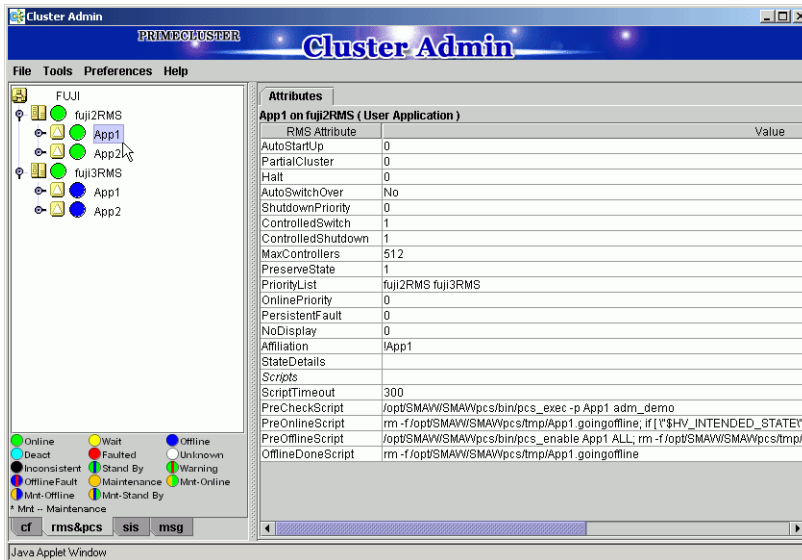 Cluster Admin
PRIMECLUSTER
Cluster Admin
File Tools Preferences Help
FUJI
fuji2RMS
App1
App2
fuji3RMS
App1
App2
Online Wait Offline
Deact Faulted Unknown
Inconsistent Stand By Warning
OfflineFault Maintenance Mnt-Online
Mnt-Offline Mnt-Stand By
* Mnt -- Maintenance
cf rms&pcs sis msg
Attributes
App1 on fuji2RMS ( User Application )
RMS Attribute Value
AutoStartUp 0
PartialCluster 0
Halt 0
AutoSwitchOver No
ShutdownPriority 0
ControlledSwitch 1
ControlledShutdown 1
MaxControllers 512
PreserveState 1
PriorityList fuji2RMS fuji3RMS
OnlinePriority 0
PersistentFault 0
NoDisplay 0
Affiliation !App1
StateDetails
Scripts
ScriptTimeout 300
PreCheckScript /opt/SMAW/SMAWpcs/bin/pcs_exec -p App1 adm_demo
PreOnlineScript rm -f /opt/SMAW/SMAWpcs/tmp/App1.goingoffline; if [ \"$HV_INTENDED_STATE\"
PreOfflineScript /opt/SMAW/SMAWpcs/bin/pcs_enable App1 ALL; rm -f /opt/SMAW/SMAWpcs/tmp/
OfflineDoneScript rm -f /opt/SMAW/SMAWpcs/tmp/App1.goingoffline
Java Applet Window